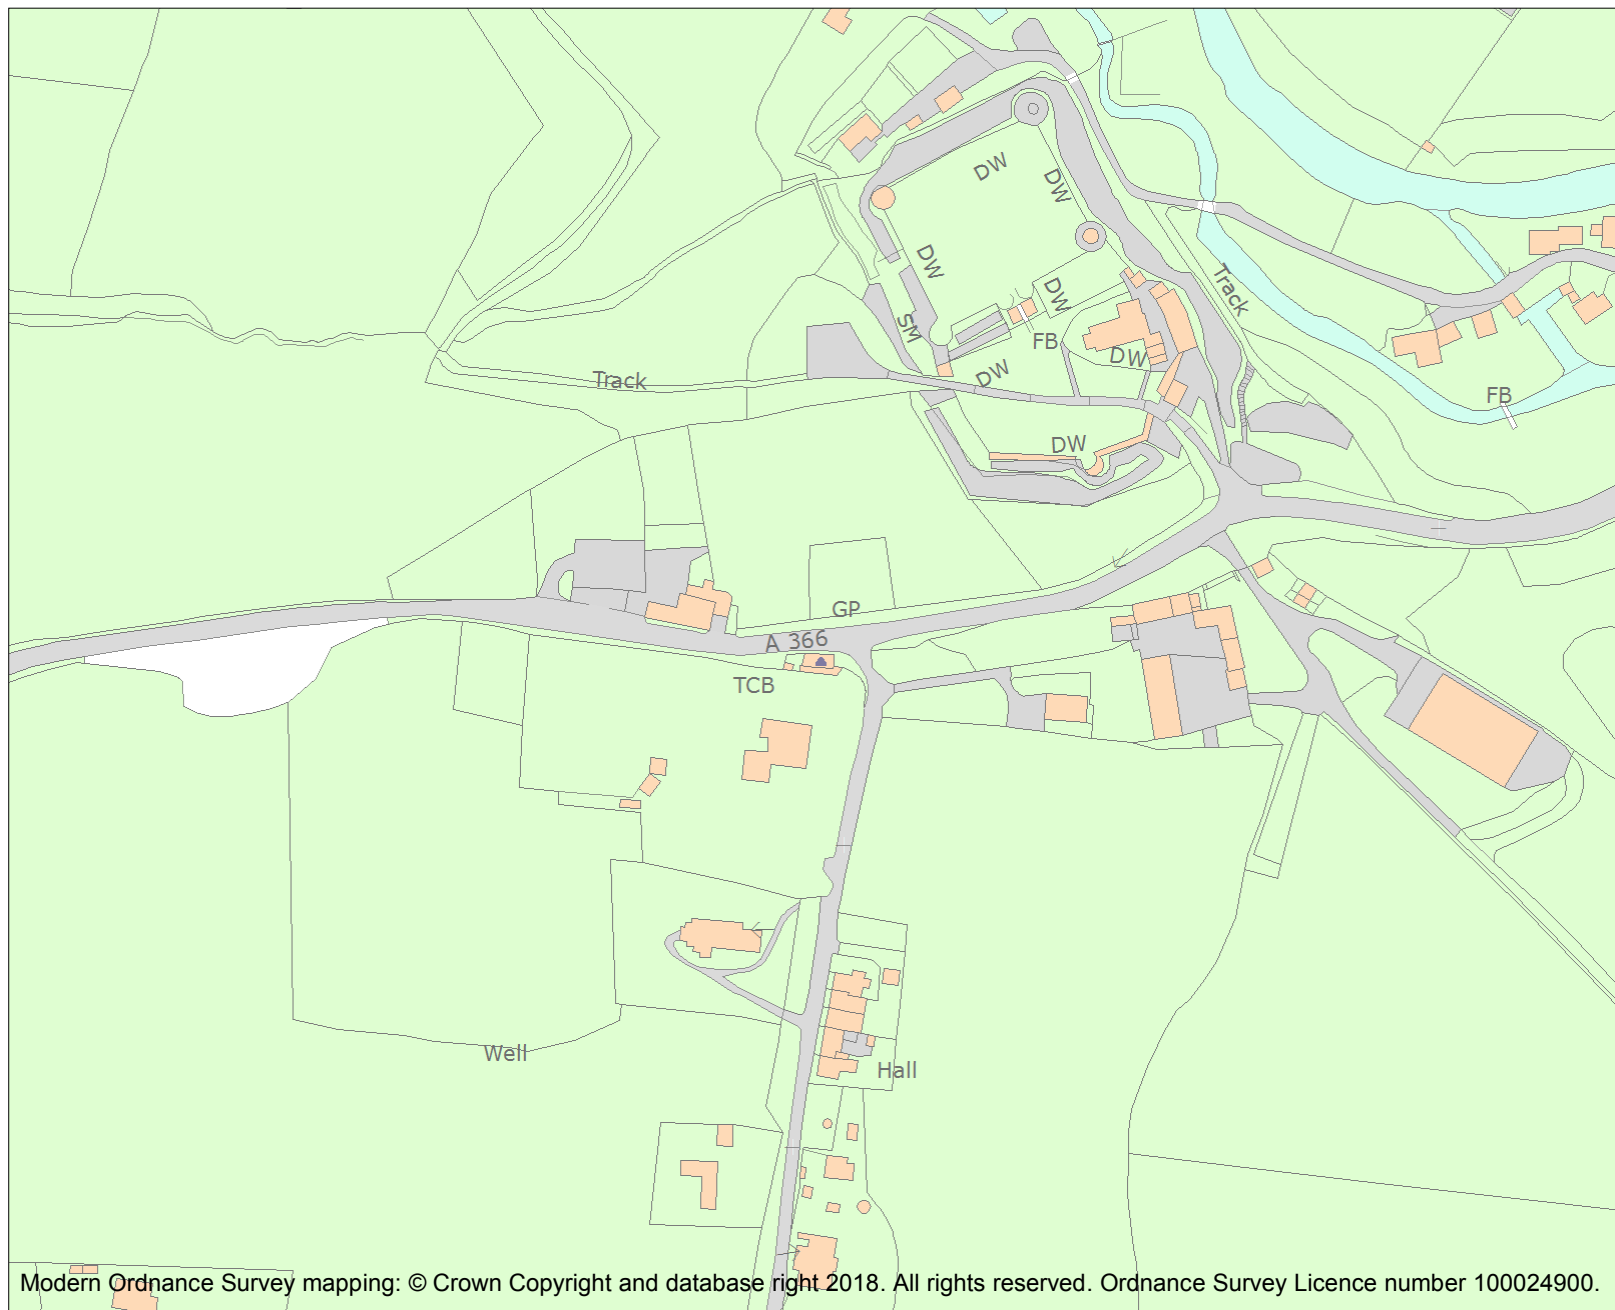 DW
DW
DW
Track
DW
SM
FB
DW
DW
Track
DW
FB
DW
GP
A 366
TCB
Well
Hall
Modern Ordnance Survey mapping: © Crown Copyright and database right 2018. All rights reserved. Ordnance Survey Licence number 100024900.